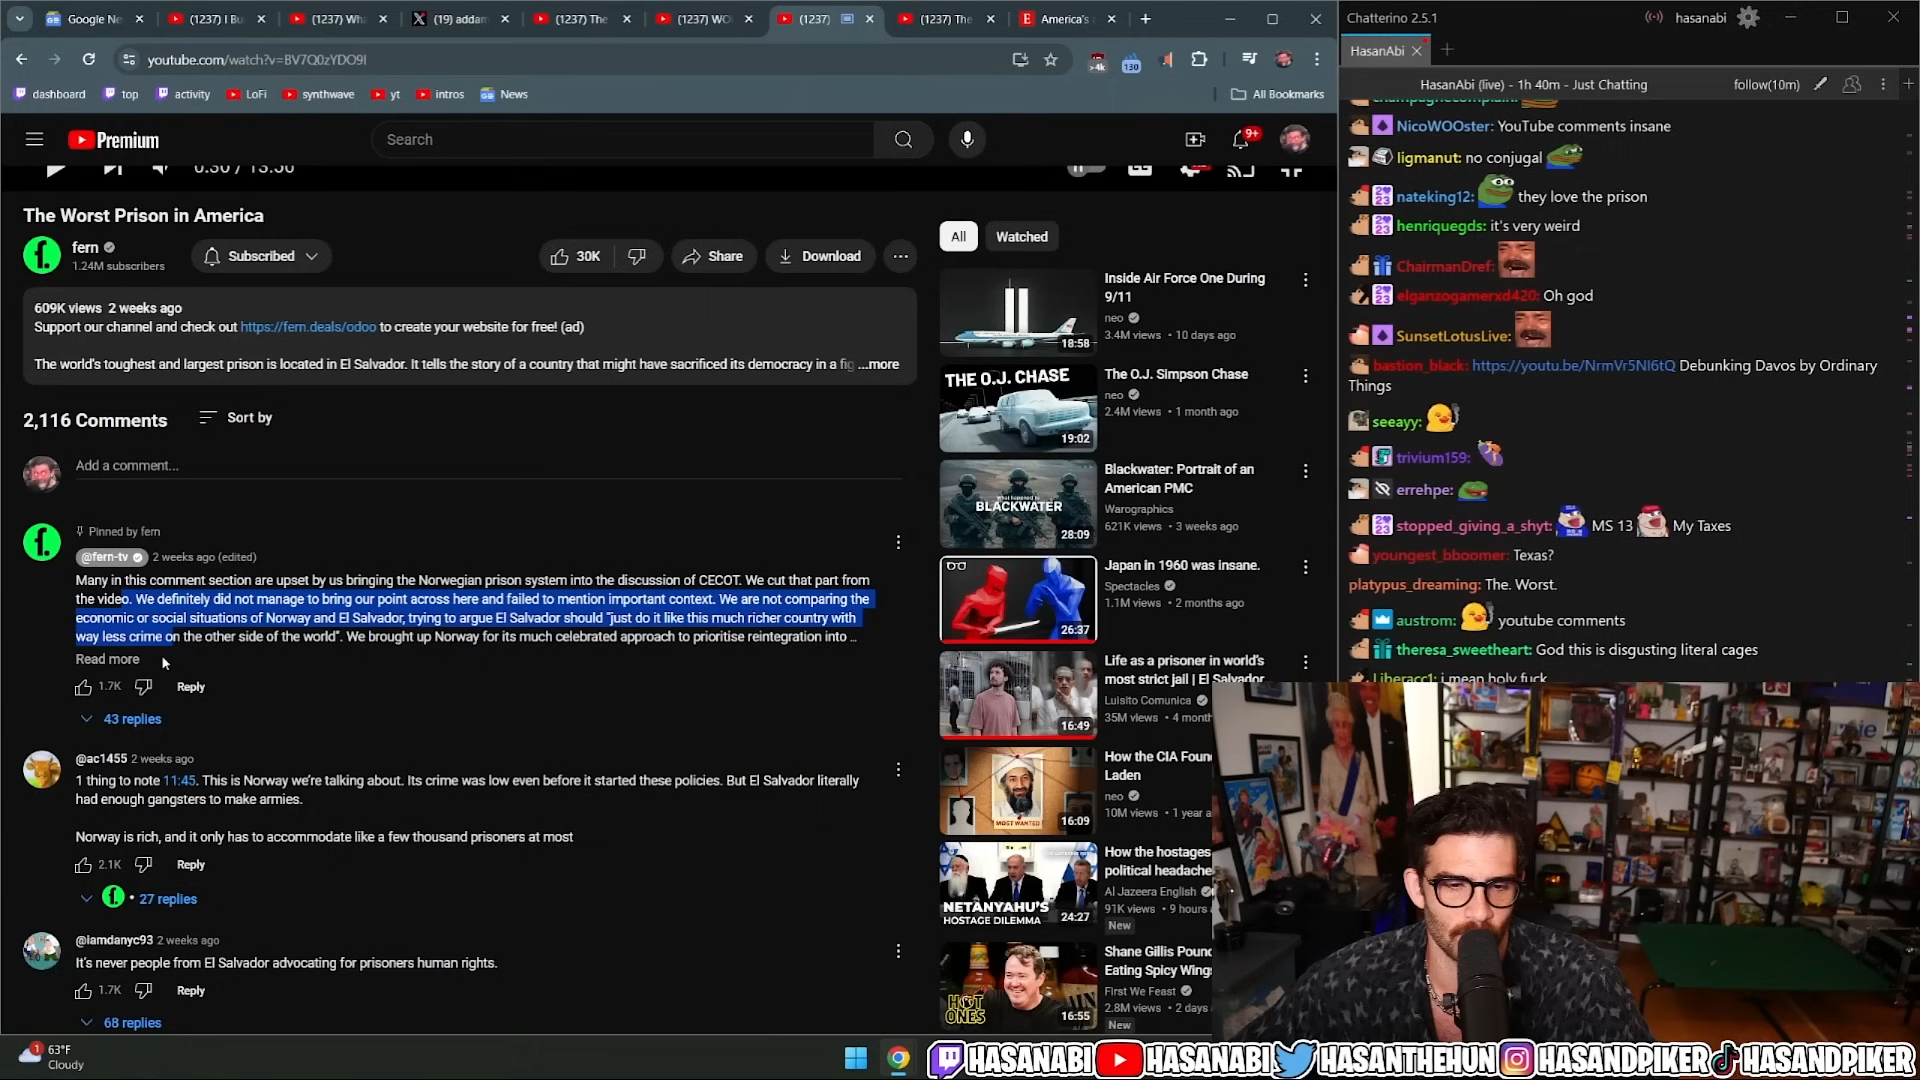 Google Ne
(1237) I Bu
(1237) Wha
(19) addam
(1237) The
(1237) WO
(1237)
(1237) The
America's
youtube.com/watch?v=BV7Q0zYDO9I
>4k
130
dashboard
top
activity
LoFi
synthwave
yt
intros
News
All Bookmarks
Premium
Search
9+
0:30 / 13:50
The Worst Prison in America
fern
1.24M subscribers
Subscribed
30K
Share
Download
609K views 2 weeks ago
Support our channel and check out https://fern.deals/odoo to create your website for free! (ad)
The world's toughest and largest prison is located in El Salvador. It tells the story of a country that might have sacrificed its democracy in a fig ...more
2,116 Comments
Sort by
Add a comment...
Pinned by fern
@fern-tv 2 weeks ago (edited)
Many in this comment section are upset by us bringing the Norwegian prison system into the discussion of CECOT. We cut that part from
the video. We definitely did not manage to bring our point across here and failed to mention important context. We are not comparing the
economic or social situations of Norway and El Salvador, trying to argue El Salvador should "just do it like this much richer country with
way less crime on the other side of the world". We brought up Norway for its much celebrated approach to prioritise reintegration into ...
Read more
1.7K
Reply
43 replies
@ac1455 2 weeks ago
1 thing to note 11:45. This is Norway we're talking about. Its crime was low even before it started these policies. But El Salvador literally
had enough gangsters to make armies.
Norway is rich, and it only has to accommodate like a few thousand prisoners at most
2.1K
Reply
27 replies
@iamdanyc93 2 weeks ago
It's never people from El Salvador advocating for prisoners human rights.
1.7K
Reply
68 replies
All
Watched
Inside Air Force One During
9/11
neo
3.4M views • 10 days ago
18:58
THE O.J. CHASE
The O.J. Simpson Chase
neo
2.4M views • 1 month ago
19:02
BLACKWATER
Blackwater: Portrait of an
American PMC
Warographics
621K views • 3 weeks ago
28:09
Japan in 1960 was insane.
Spectacles
1.1M views • 2 months ago
26:37
Life as a prisoner in world's
most strict jail | El Salvador
Luisito Comunica
35M views • 4 month
16:49
MOST WANTED
How the CIA Foun
Laden
neo
10M views • 1 year a
16:09
NETANYAHU'S
HOSTAGE DILEMMA
How the hostages
political headache
Al Jazeera English
91K views • 9 hours
24:27
New
HOT
ONES
Shane Gillis Pound
Eating Spicy Wing
First We Feast
2.8M views • 2 days
16:55
New
Chatterino 2.5.1
hasanabi
HasanAbi
HasanAbi (live) - 1h 40m - Just Chatting
follow(10m)
NicoWOOster: YouTube comments insane
ligmanut: no conjugal
nateking12: they love the prison
henriquegds: it's very weird
ChairmanDref:
elganzogamerxd420: Oh god
SunsetLotusLive:
bastion_black: https://youtu.be/NrmVr5NI6tQ Debunking Davos by Ordinary
Things
seeayy:
trivium159:
errehpe:
stopped_giving_a_shyt: MS 13 My Taxes
youngest_bboomer: Texas?
platypus_dreaming: The. Worst.
austrom: youtube comments
theresa_sweetheart: God this is disgusting literal cages
Liberacc1: i mean holy fuck
1
63°F
Cloudy
HASANABI
HASANABI
HASANTHEHUN
HASANDPIKER
HASANDPIKER